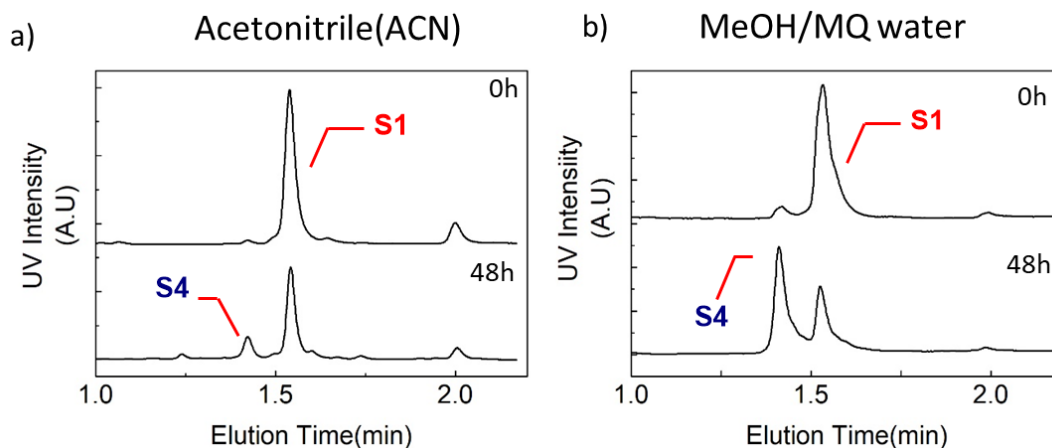 a)
Acetonitrile(ACN)
0h
S1
48h
S4
UV Intensiity
(A.U)
1.0 1.5 2.0
Elution Time(min)
b)
MeOH/MQ water
0h
S1
48h
S4
UV Intensiity
(A.U)
1.0 1.5 2.0
Elution Time(min)